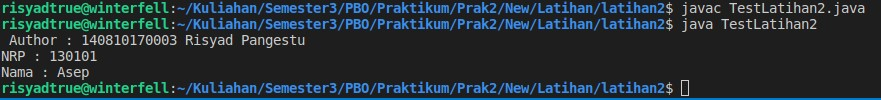 risyadtrue@winterfell:~/Kuliahan/Semester3/PBO/Praktikum/Prak2/New/Latihan/latihan2$ javac TestLatihan2.java
risyadtrue@winterfell:~/Kuliahan/Semester3/PBO/Praktikum/Prak2/New/Latihan/latihan2$ java TestLatihan2
 Author : 140810170003 Risyad Pangestu
NRP : 130101
Nama : Asep
risyadtrue@winterfell:~/Kuliahan/Semester3/PBO/Praktikum/Prak2/New/Latihan/latihan2$